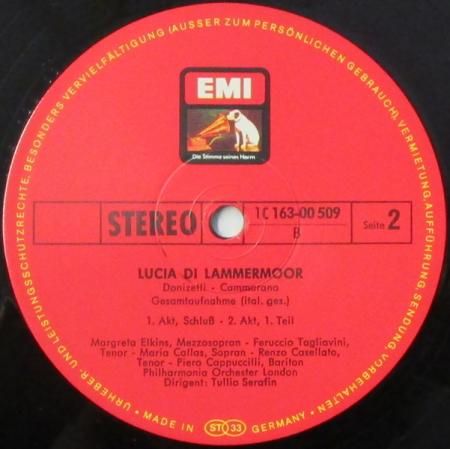 URHEBER- UND LEISTUNGSSCHUTZRECHTE, BESONDERS VERVIELFÄLTIGUNG (AUSSER ZUM PERSÖNLICHEN GEBRAUCH), VERMIETUNG, AUFFÜHRUNG, SENDUNG, VORBEHALTEN
EMI
Die Stimme seines Herrn
STEREO
1C 163-00 509
B
Seite 2
LUCIA DI LAMMERMOOR
Donizetti - Cammerano
Gesamtaufnahme (ital. ges.)
1. Akt, Schluß - 2. Akt, 1. Teil
Margreta Elkins, Mezzosopran - Feruccio Tagliavini,
Tenor - Maria Callas, Sopran - Renzo Casellato,
Tenor - Piero Cappuccilli, Bariton
Philharmonia Orchester London
Dirigent: Tullio Serafin
MADE IN ST 33 GERMANY